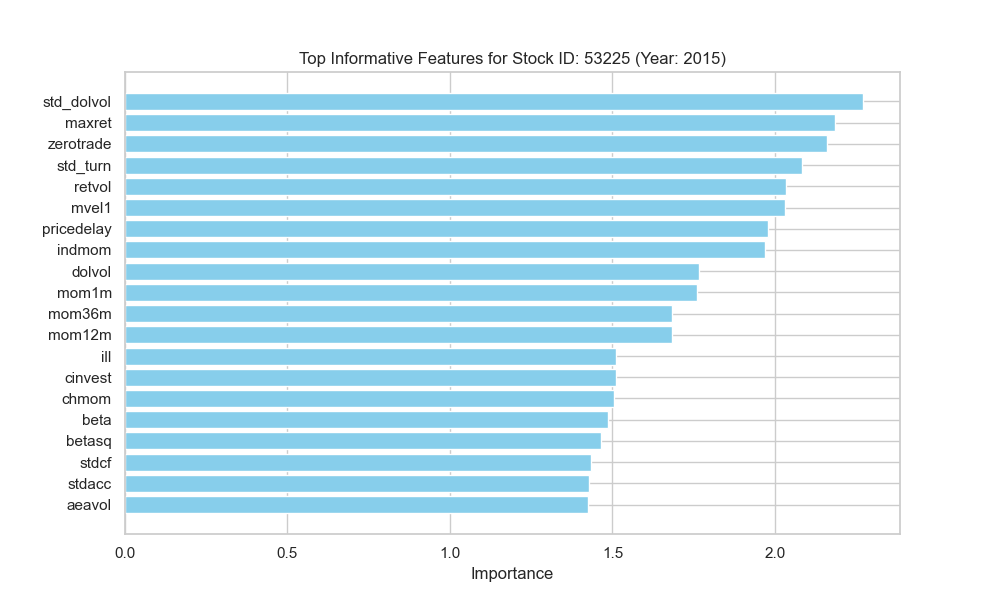 Top Informative Features for Stock ID: 53225 (Year: 2015)
std_dolvol
maxret
zerotrade
std_turn
retvol
mvel1
pricedelay
indmom
dolvol
mom1m
mom36m
mom12m
ill
cinvest
chmom
beta
betasq
stdcf
stdacc
aeavol
0.0 0.5 1.0 1.5 2.0
Importance